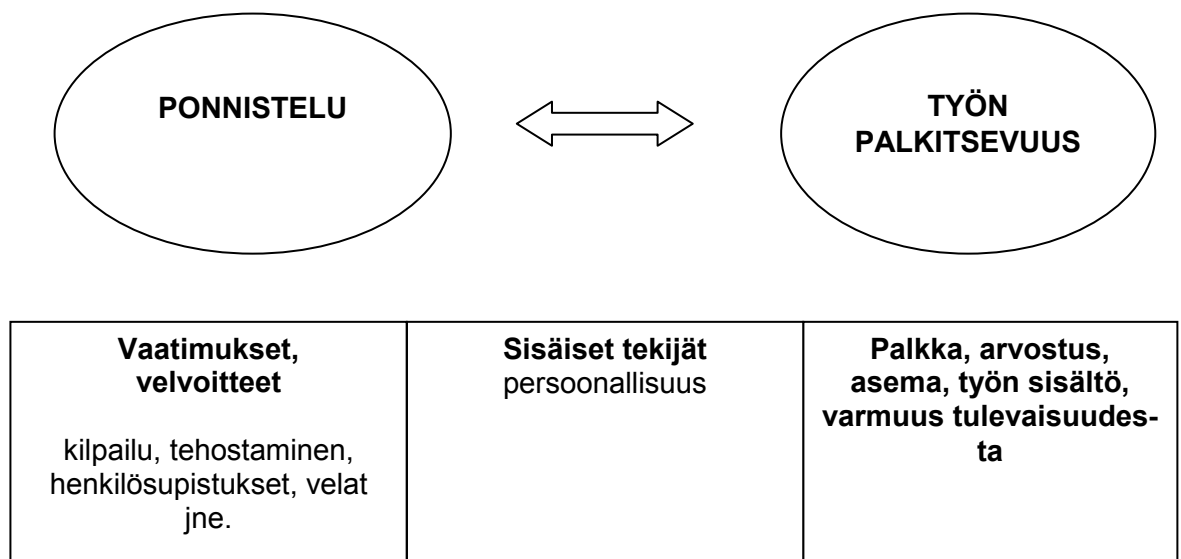 PONNISTELU
TYÖN
PALKITSEVUUS
Vaatimukset,
velvoitteet
kilpailu, tehostaminen,
henkilösupistukset, velat
jne.
Sisäiset tekijät
persoonallisuus
Palkka, arvostus,
asema, työn sisältö,
varmuus tulevaisuudes-
ta